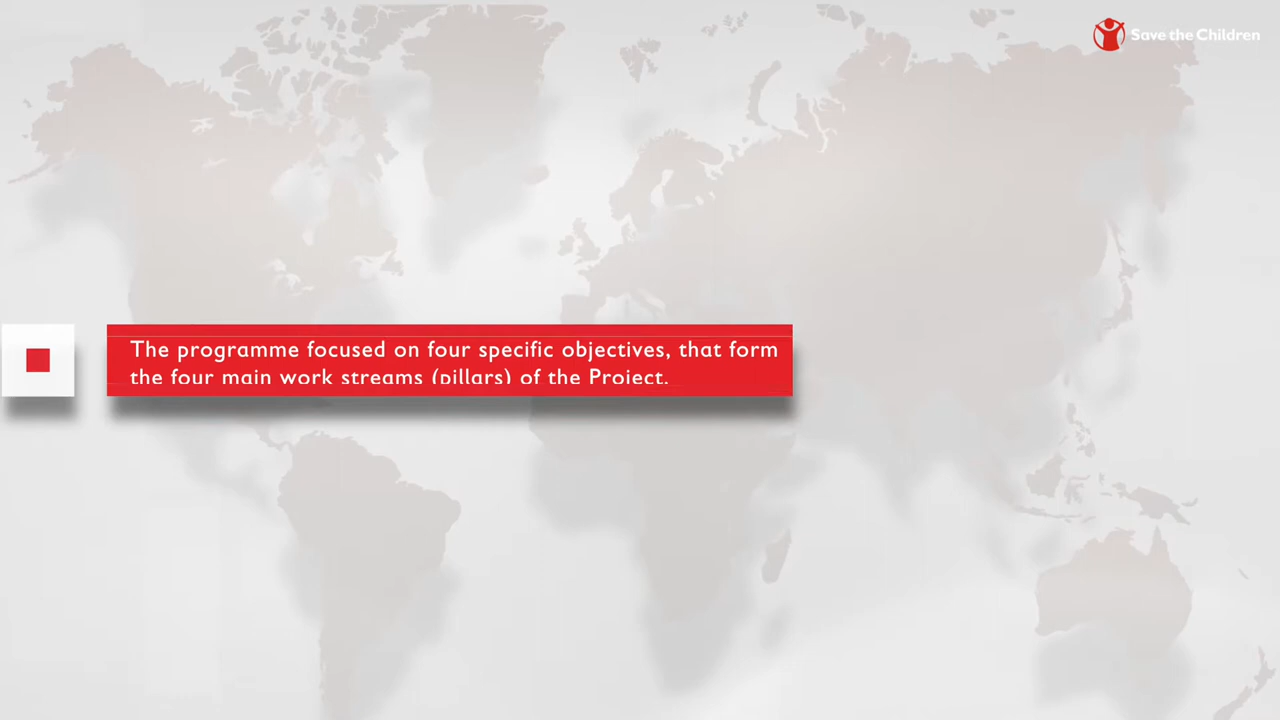 Save the Children
The programme focused on four specific objectives, that form
the four main work streams (pillars) of the Project.